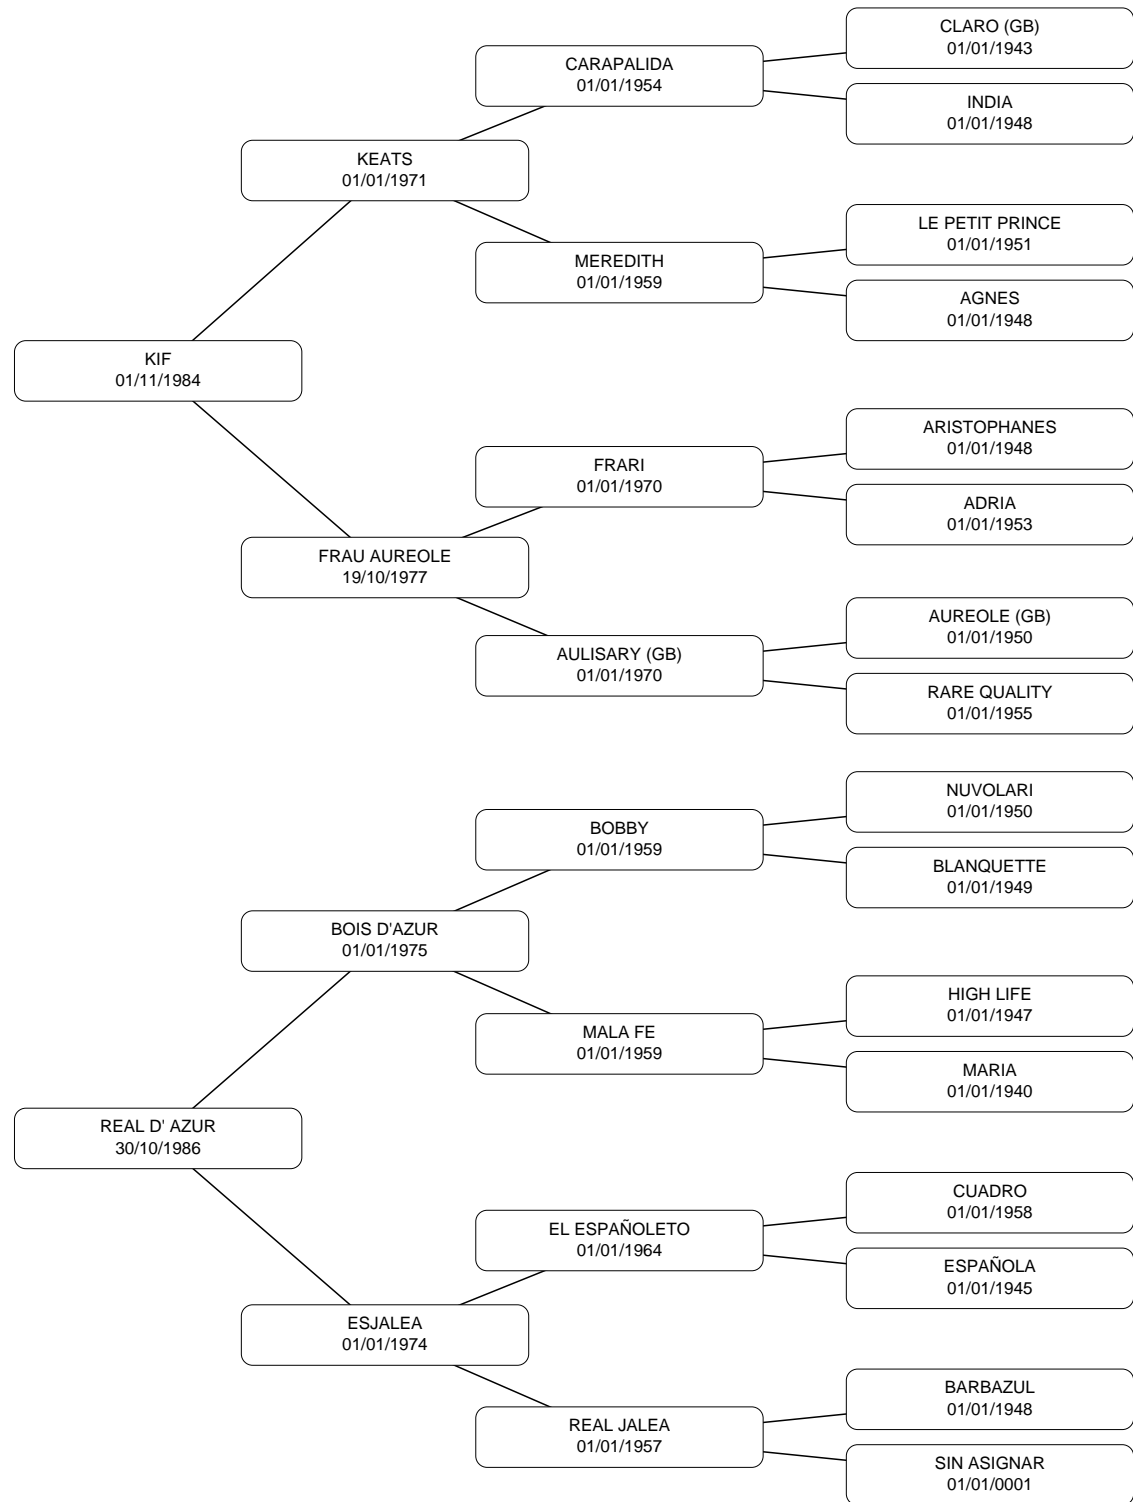 CLARO (GB)
01/01/1943
CARAPALIDA
01/01/1954
INDIA
01/01/1948
KEATS
01/01/1971
LE PETIT PRINCE
01/01/1951
MEREDITH
01/01/1959
AGNES
01/01/1948
KIF
01/11/1984
ARISTOPHANES
01/01/1948
FRARI
01/01/1970
ADRIA
01/01/1953
FRAU AUREOLE
19/10/1977
AUREOLE (GB)
01/01/1950
AULISARY (GB)
01/01/1970
RARE QUALITY
01/01/1955
NUVOLARI
01/01/1950
BOBBY
01/01/1959
BLANQUETTE
01/01/1949
BOIS D'AZUR
01/01/1975
HIGH LIFE
01/01/1947
MALA FE
01/01/1959
MARIA
01/01/1940
REAL D' AZUR
30/10/1986
CUADRO
01/01/1958
EL ESPAÑOLETO
01/01/1964
ESPAÑOLA
01/01/1945
ESJALEA
01/01/1974
BARBAZUL
01/01/1948
REAL JALEA
01/01/1957
SIN ASIGNAR
01/01/0001